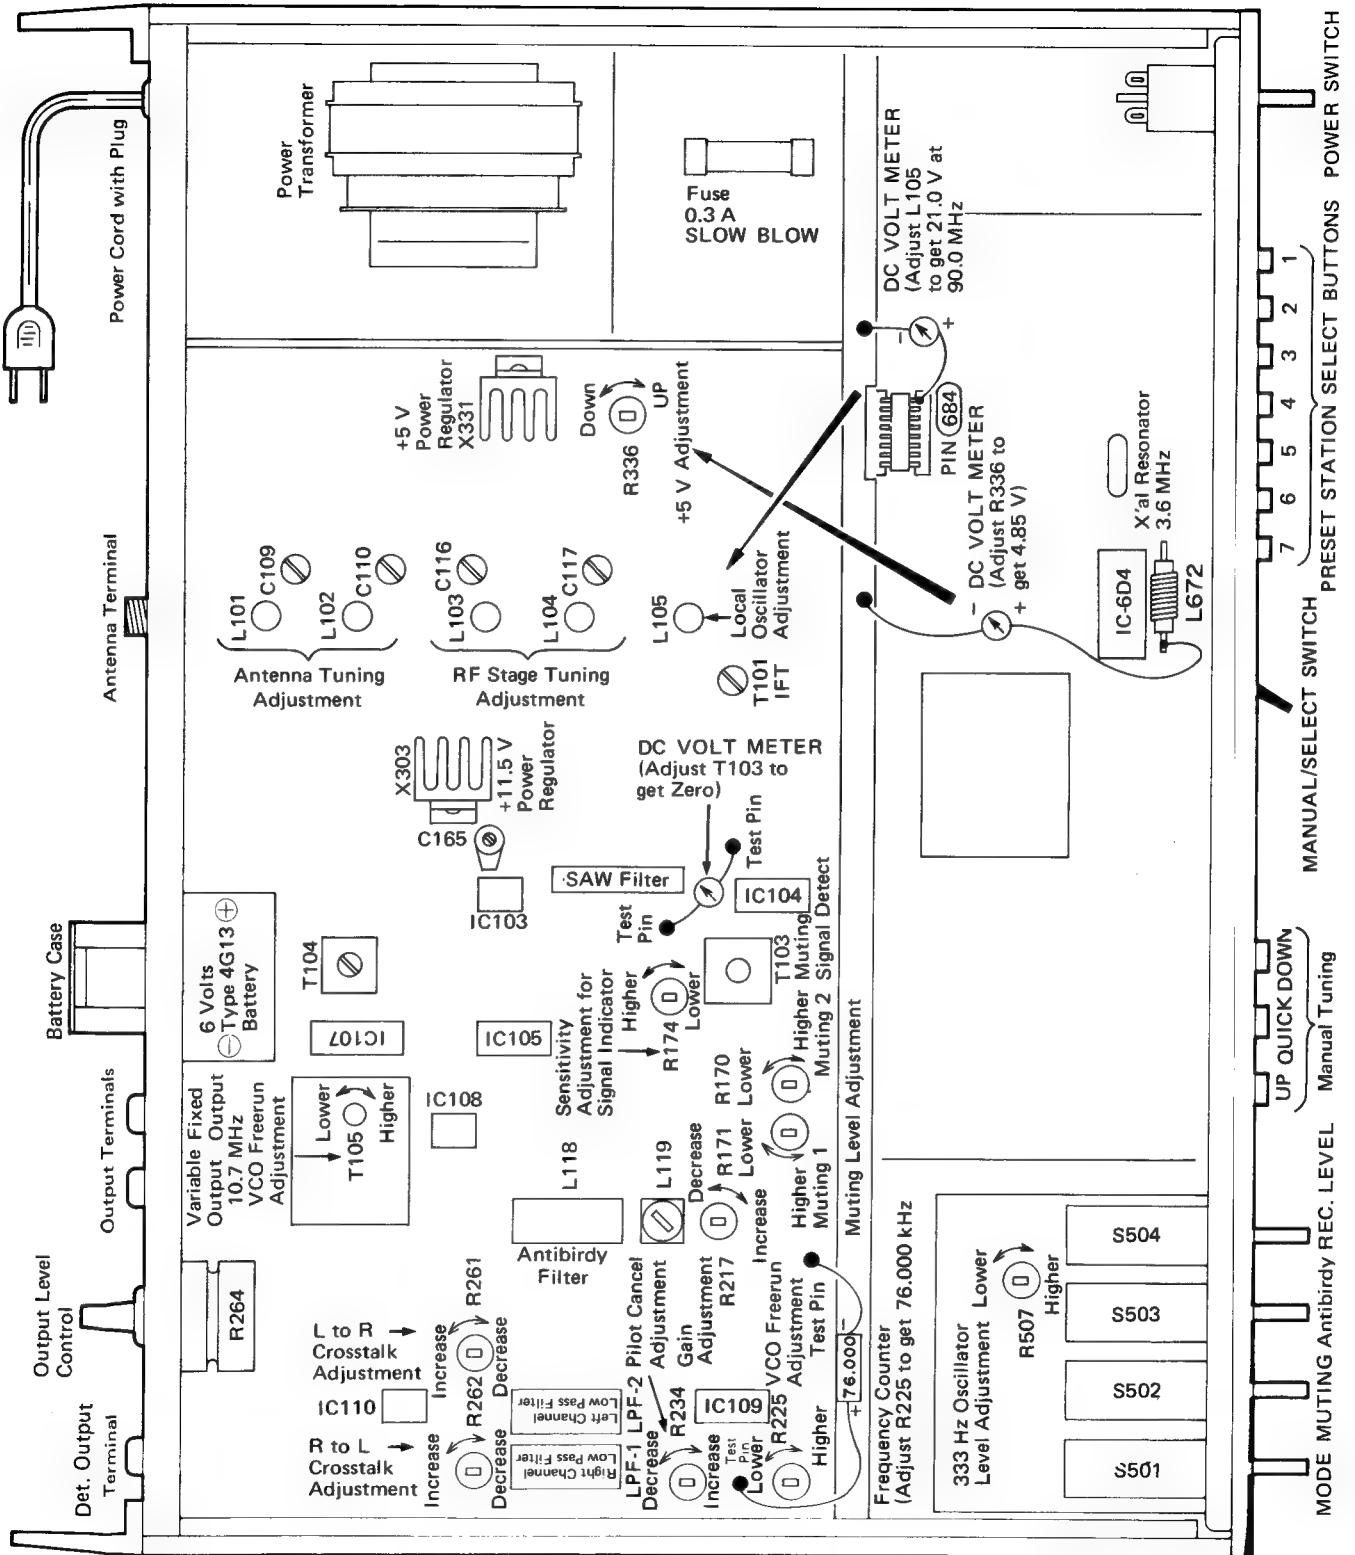 Power Cord with Plug
Antenna Terminal
Battery Case
Output Terminals
Output Level
Control
Det. Output
Terminal
Power
Transformer
Fuse
0.3 A
SLOW BLOW
DC VOLT METER
(Adjust L105
to get 21.0 V at
90.0 MHz
- +
PIN 684
+5 V
Power
Regulator
X331
Down
UP
R336
+5 V Adjustment
L101
C109
L102
C110
Antenna Tuning
Adjustment
L103
C116
L104
C117
RF Stage Tuning
Adjustment
L105
Local
Oscillator
Adjustment
T101
IFT
DC VOLT METER
(Adjust R336 to
get 4.85 V)
- +
IC-6D4
X'al Resonator
3.6 MHz
L672
X303
+11.5 V
Power
Regulator
C165
IC103
SAW Filter
DC VOLT METER
(Adjust T103 to
get Zero)
Test Pin
Test
Pin
IC104
T103
Signal Detect
6 Volts
Type 4G13
Battery
+
-
T104
IC107
IC105
Sensitivity
Adjustment for
Signal Indicator
Higher
Lower
R174
Variable Fixed
Output Output
10.7 MHz
VCO Freerun
Adjustment
Lower
T105
Higher
IC108
L118
Antibirdy
Filter
L119
R170
Lower
Higher Muting
Muting 2
R171
Lower
Higher
Muting 1
Muting Level Adjustment
Decrease
Increase
R217
Gain
Adjustment
Pilot Cancel
Adjustment
R264
L to R
Crosstalk
Adjustment
Increase
Decrease
R261
IC110
R to L
Crosstalk
Adjustment
Increase
Decrease
R262
Left Channel
Low Pass Filter
LPF-2
Right Channel
Low Pass Filter
LPF-1
Decrease
Increase
R234
IC109
Test
Pin
Lower
Higher
R225
VCO Freerun
Adjustment
Test Pin
+ 76.000 -
Frequency Counter
(Adjust R225 to get 76.000 kHz
333 Hz Oscillator
Level Adjustment
Lower
Higher
R507
S504
S503
S502
S501
MODE MUTING Antibirdy REC. LEVEL
UP QUICK DOWN
Manual Tuning
MANUAL/SELECT SWITCH
7 6 5 4 3 2 1
PRESET STATION SELECT BUTTONS
POWER SWITCH